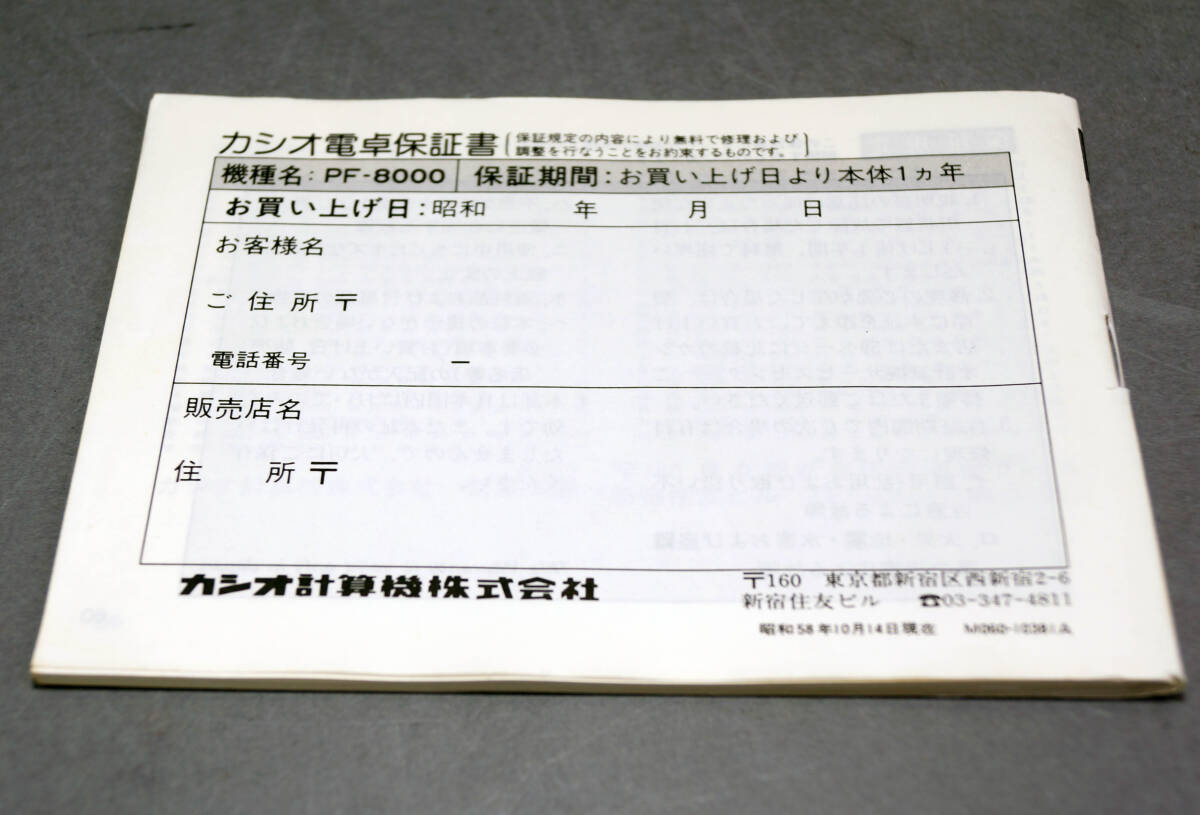 カシオ電卓保証書
保証規定の内容により無料で修理および
調整を行なうことをお約束するものです。
機種名：PF-8000 保証期間：お買い上げ日より本体1ヵ年
お買い上げ日：昭和 年 月 日
お客様名
ご住所〒
電話番号 －
販売店名
住 所〒
カシオ計算機株式会社
〒160 東京都新宿区西新宿2-6
新宿住友ビル ☎03-347-4811
昭和58年10月14日現在